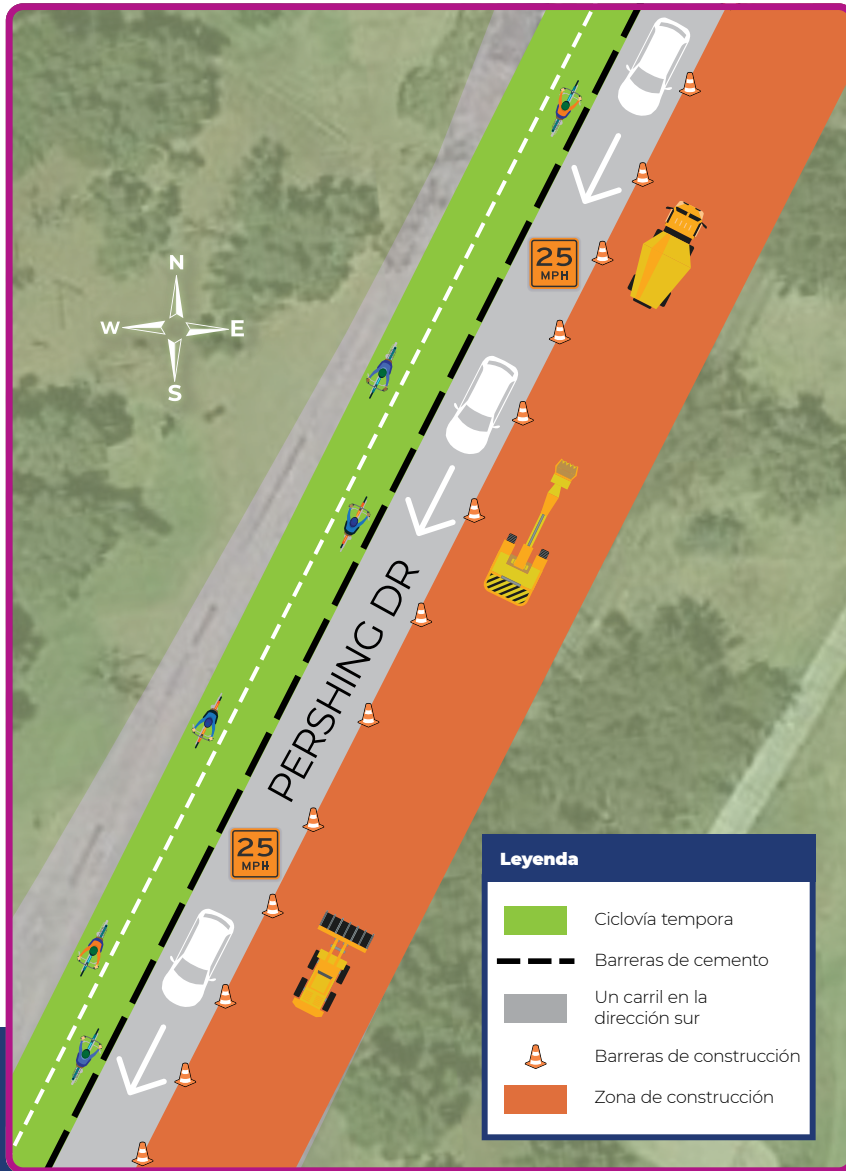 N
W E
S
25
MPH
PERSHING DR
25
MPH
Leyenda
Ciclovía tempora
Barreras de cemento
Un carril en la
dirección sur
Barreras de construcción
Zona de construcción